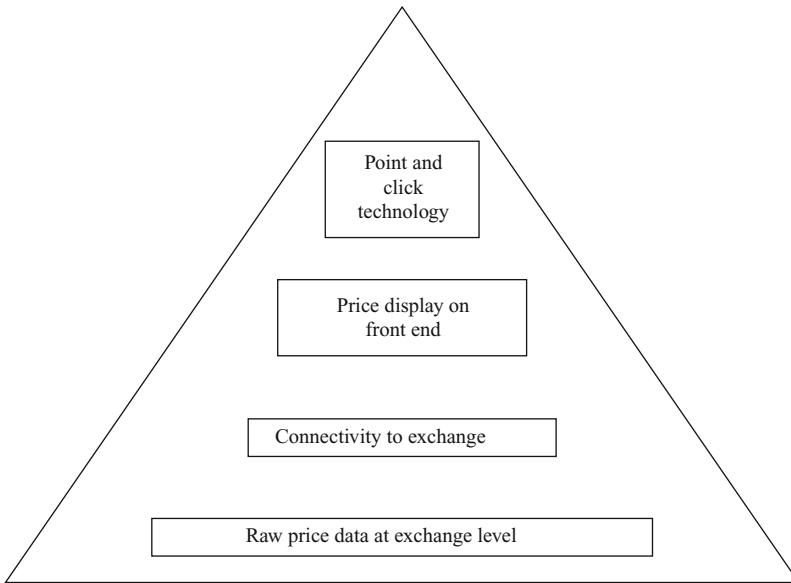 Point and
click
technology
Price display on
front end
Connectivity to exchange
Raw price data at exchange level